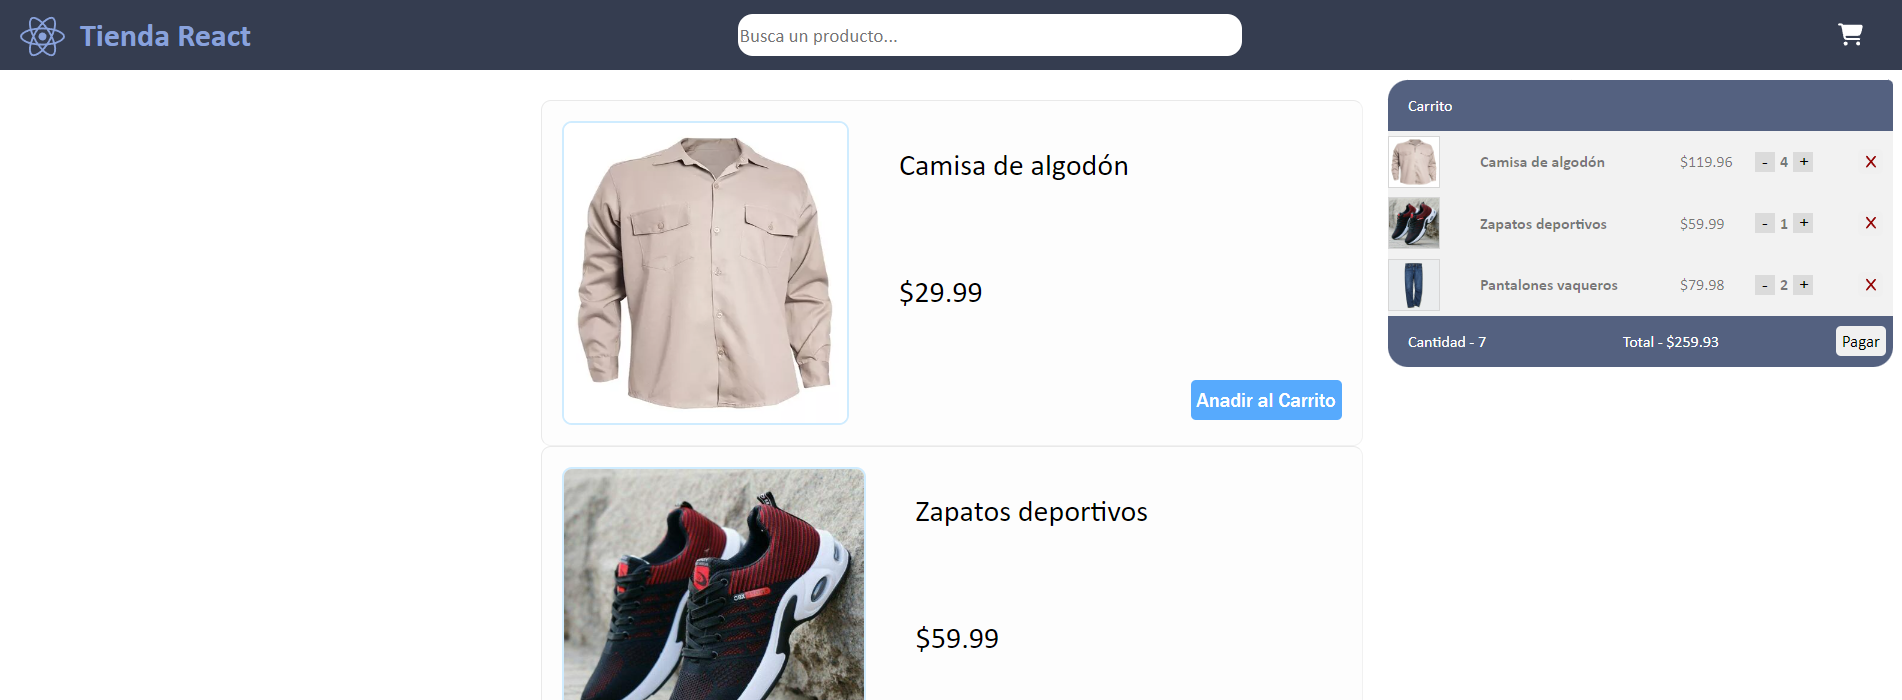 Tienda React
Busca un producto...
Camisa de algodón
$29.99
Anadir al Carrito
Zapatos deportivos
$59.99
Carrito
Camisa de algodón $119.96 - 4 + X
Zapatos deportivos $59.99 - 1 + X
Pantalones vaqueros $79.98 - 2 + X
Cantidad - 7 Total - $259.93 Pagar